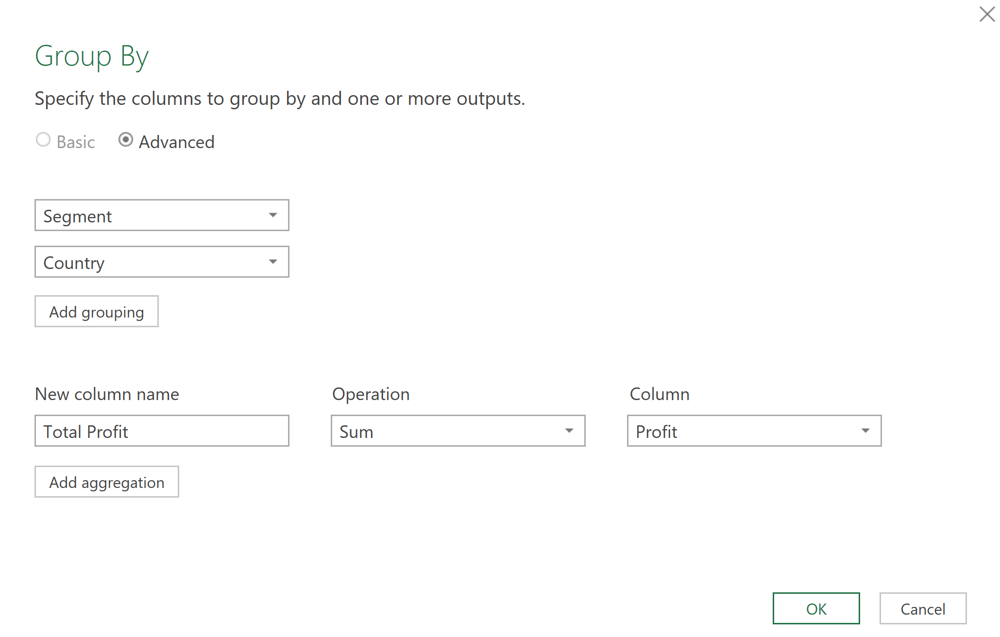 Group By
Specify the columns to group by and one or more outputs.
Basic Advanced
Segment
Country
Add grouping
New column name Operation Column
Total Profit Sum Profit
Add aggregation
OK Cancel